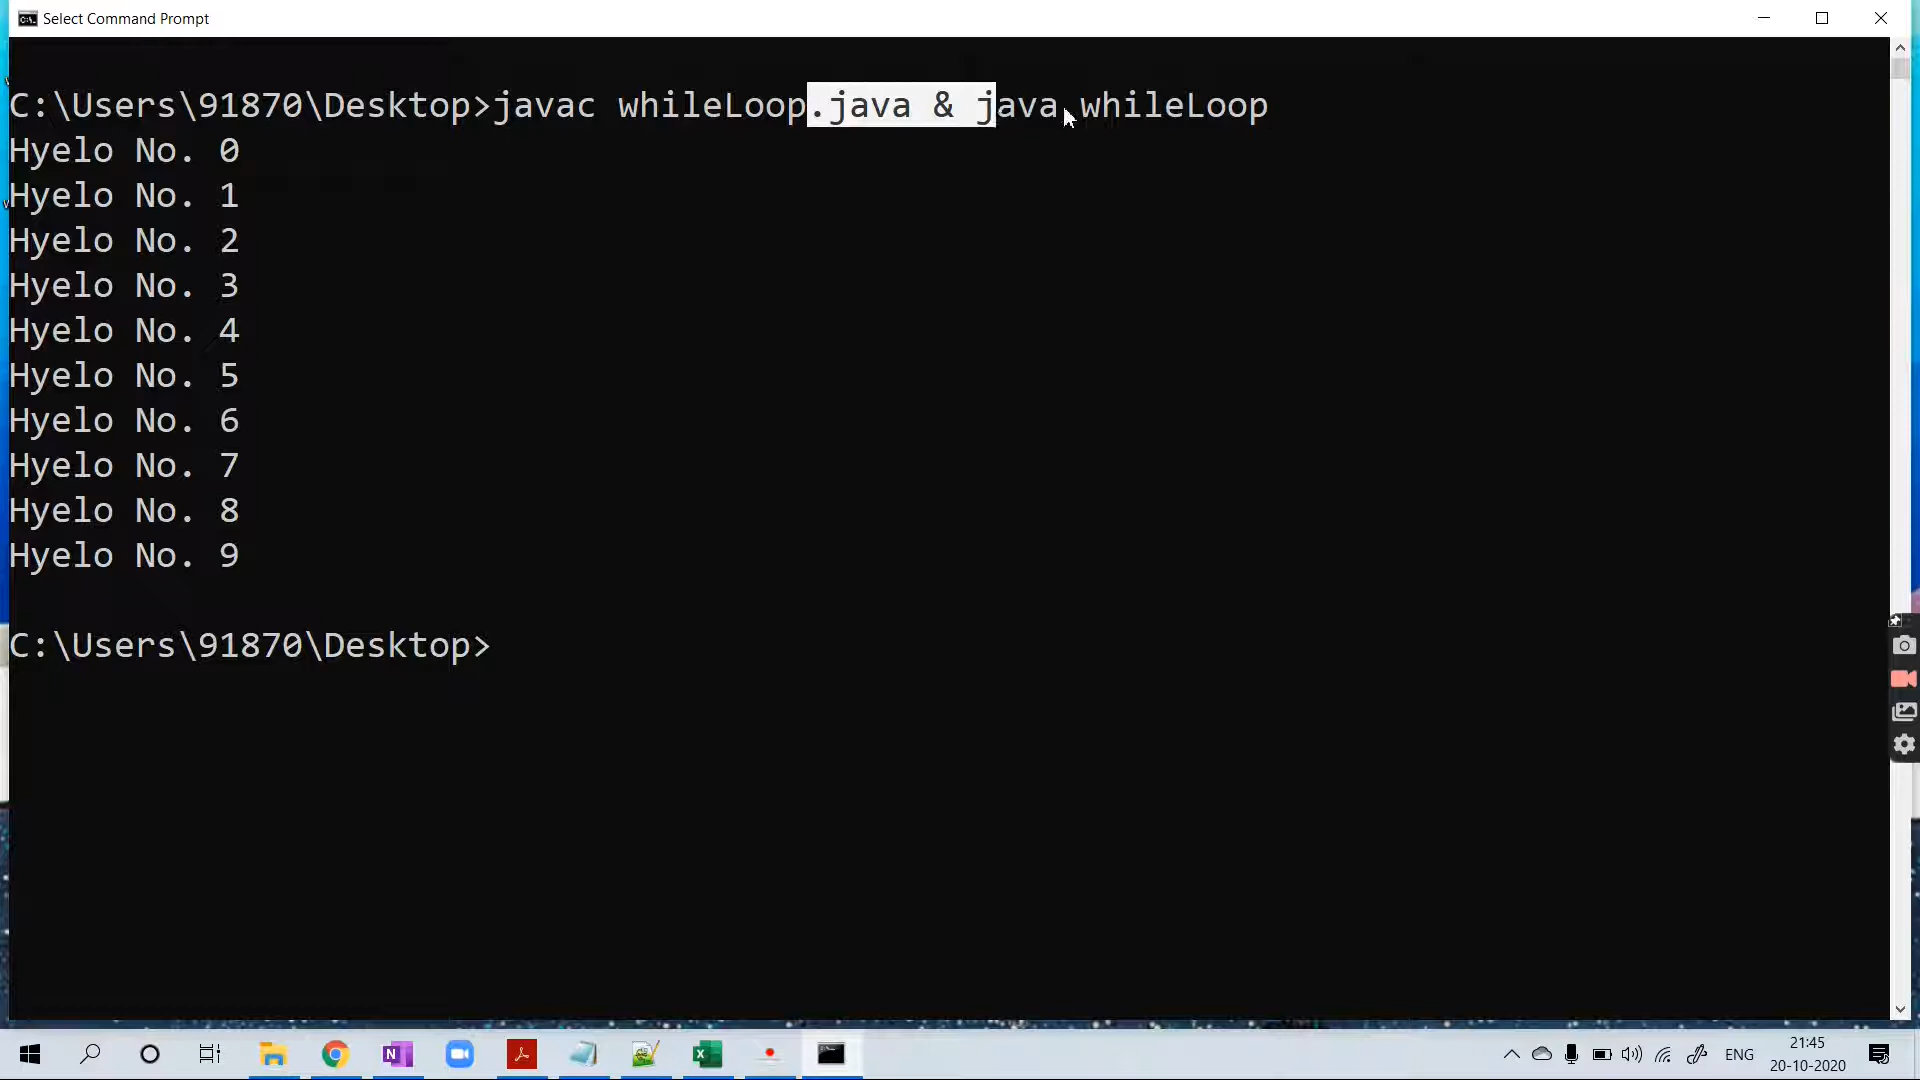 Select Command Prompt
C:\Users\91870\Desktop>javac whileLoop.java & java whileLoop
Hyelo No. 0
Hyelo No. 1
Hyelo No. 2
Hyelo No. 3
Hyelo No. 4
Hyelo No. 5
Hyelo No. 6
Hyelo No. 7
Hyelo No. 8
Hyelo No. 9
C:\Users\91870\Desktop>
ENG
21:45
20-10-2020